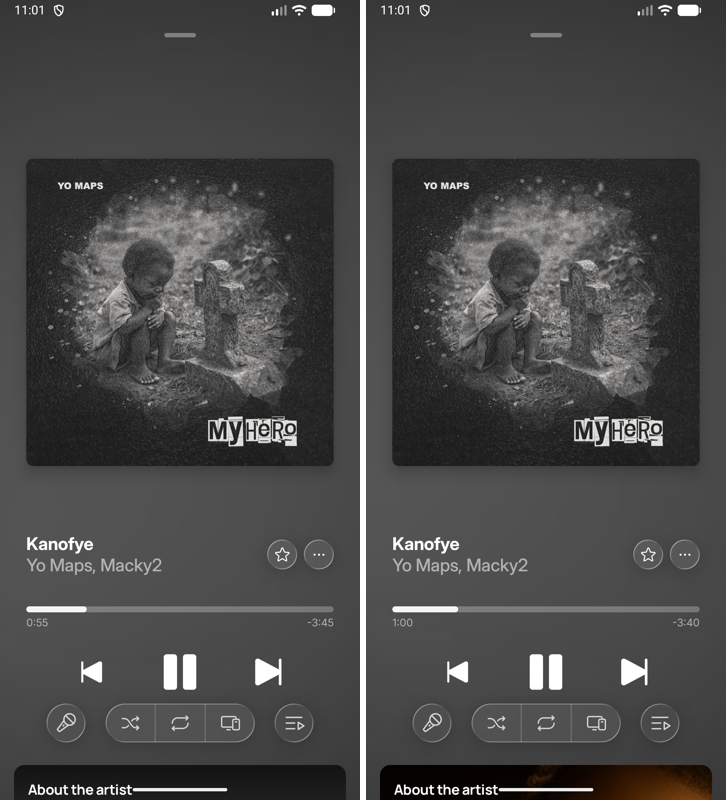 11:01
YO MAPS
MyHeRo
Kanofye
Yo Maps, Macky2
0:55 -3:45
About the artist
11:01
YO MAPS
MyHeRo
Kanofye
Yo Maps, Macky2
1:00 -3:40
About the artist